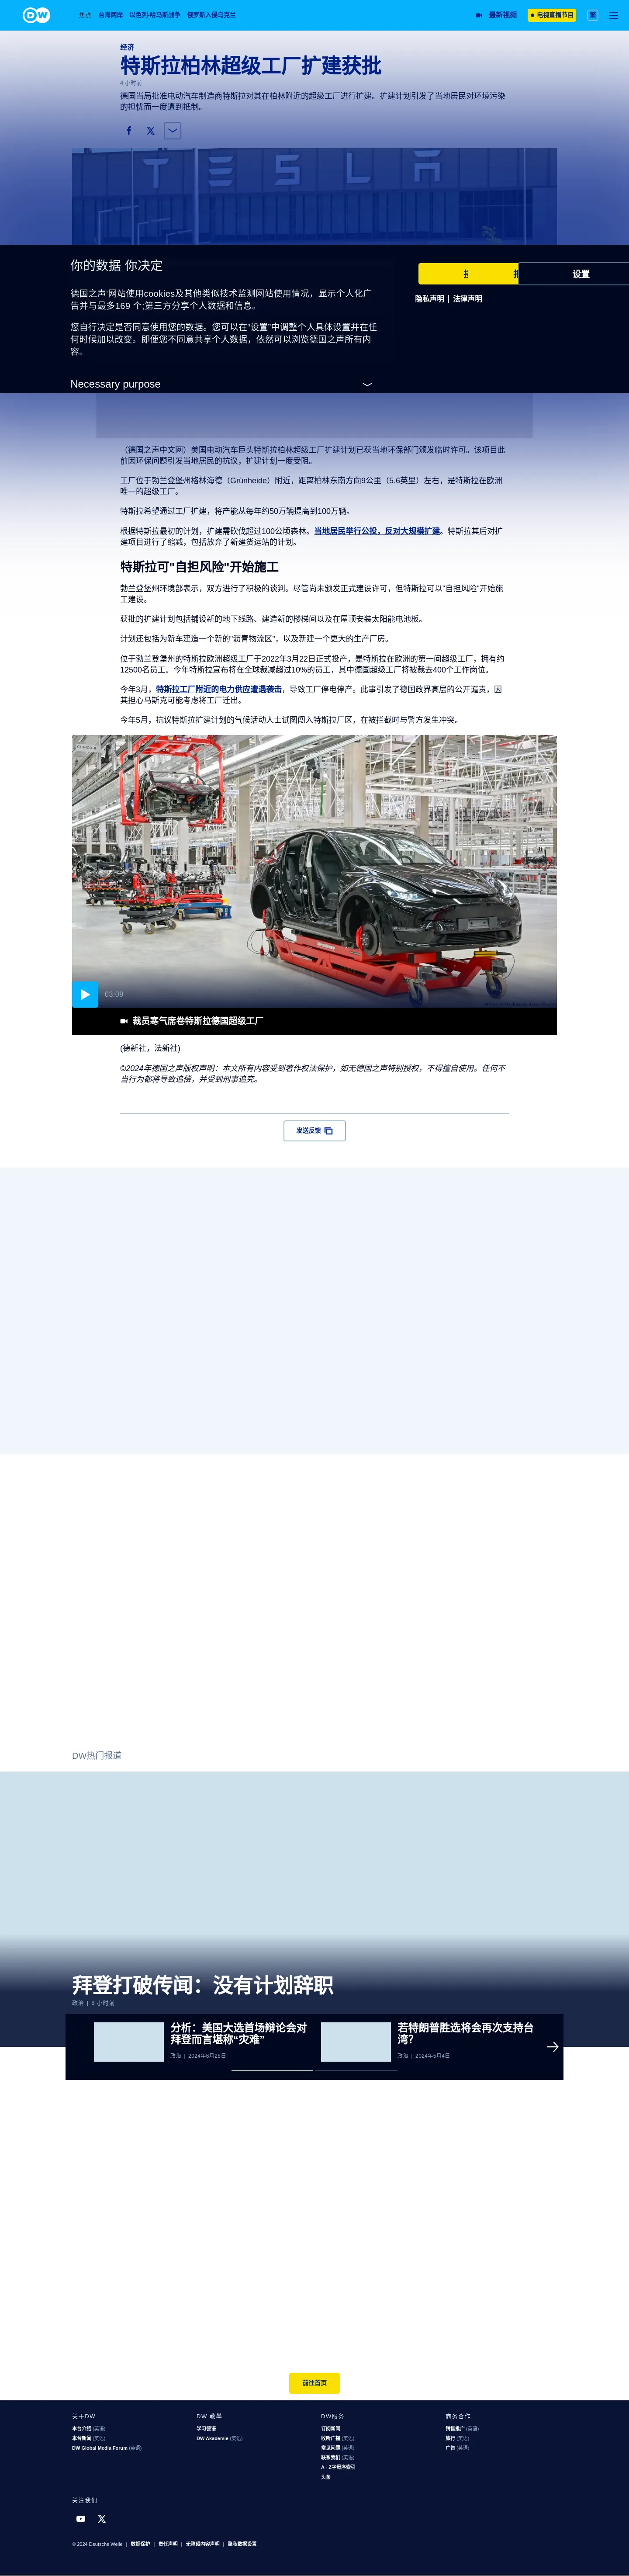 DW
焦点 台海两岸 以色列-哈马斯战争 俄罗斯入侵乌克兰
最新视频 电视直播节目 繁
经济
特斯拉柏林超级工厂扩建获批
4 小时前
德国当局批准电动汽车制造商特斯拉对其在柏林附近的超级工厂进行扩建。扩建计划引发了当地居民对环境污染
的担忧而一度遭到抵制。
TESLA
你的数据 你决定
德国之声'网站使用cookies及其他类似技术监测网站使用情况，显示个人化广
告并与最多169 个;第三方分享个人数据和信息。
您自行决定是否同意使用您的数据。您可以在“设置”中调整个人具体设置并在任
何时候加以改变。即便您不同意共享个人数据，依然可以浏览德国之声所有内
容。
设置
隐私声明 | 法律声明
Necessary purpose
（德国之声中文网）美国电动汽车巨头特斯拉柏林超级工厂扩建计划已获当地环保部门颁发临时许可。该项目此
前因环保问题引发当地居民的抗议，扩建计划一度受阻。
工厂位于勃兰登堡州格林海德（Grünheide）附近，距离柏林东南方向9公里（5.6英里）左右，是特斯拉在欧洲
唯一的超级工厂。
特斯拉希望通过工厂扩建，将产能从每年约50万辆提高到100万辆。
根据特斯拉最初的计划，扩建需砍伐超过100公顷森林。当地居民举行公投，反对大规模扩建。特斯拉其后对扩
建项目进行了缩减，包括放弃了新建货运站的计划。
特斯拉可"自担风险"开始施工
勃兰登堡州环境部表示，双方进行了积极的谈判。尽管尚未颁发正式建设许可，但特斯拉可以"自担风险"开始施
工建设。
获批的扩建计划包括铺设新的地下线路、建造新的楼梯间以及在屋顶安装太阳能电池板。
计划还包括为新车建造一个新的"沥青物流区"，以及新建一个更大的生产厂房。
位于勃兰登堡州的特斯拉欧洲超级工厂于2022年3月22日正式投产，是特斯拉在欧洲的第一间超级工厂，拥有约
12500名员工。今年特斯拉宣布将在全球裁减超过10%的员工，其中德国超级工厂将被裁去400个工作岗位。
今年3月，特斯拉工厂附近的电力供应遭遇袭击，导致工厂停电停产。此事引发了德国政界高层的公开谴责，因
其担心马斯克可能考虑将工厂迁出。
今年5月，抗议特斯拉扩建计划的气候活动人士试图闯入特斯拉厂区，在被拦截时与警方发生冲突。
03:09
裁员寒气席卷特斯拉德国超级工厂
(德新社，法新社)
©2024年德国之声版权声明：本文所有内容受到著作权法保护，如无德国之声特别授权，不得擅自使用。任何不
当行为都将导致追偿，并受到刑事追究。
发送反馈
DW热门报道
拜登打破传闻：没有计划辞职
政治 | 9 小时前
分析：美国大选首场辩论会对
拜登而言堪称“灾难”
政治 | 2024年6月28日
若特朗普胜选将会再次支持台
湾？
政治 | 2024年5月4日
前往首页
关于DW
本台介绍 (英语)
本台新闻 (英语)
DW Global Media Forum (英语)
DW 教学
学习德语
DW Akademie (英语)
DW服务
订阅新闻
收听广播 (英语)
常见问题 (英语)
联系我们 (英语)
A - Z字母序索引
头条
商务合作
销售推广 (英语)
旅行 (英语)
广告 (英语)
关注我们
© 2024 Deutsche Welle | 数据保护 | 责任声明 | 无障碍内容声明 | 隐私数据设置